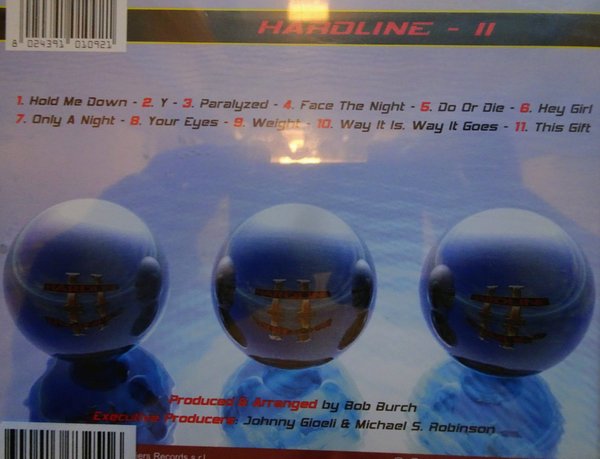 HARDLINE - II
8 024391 010921
1. Hold Me Down - 2. Y - 3. Paralyzed - 4. Face The Night - 5. Do Or Die - 6. Hey Girl
7. Only A Night - 8. Your Eyes - 9. Weight - 10. Way It Is, Way It Goes - 11. This Gift
Produced & Arranged by Bob Burch
Executive Producers: Johnny Gioeli & Michael S. Robinson
Records s.r.l.